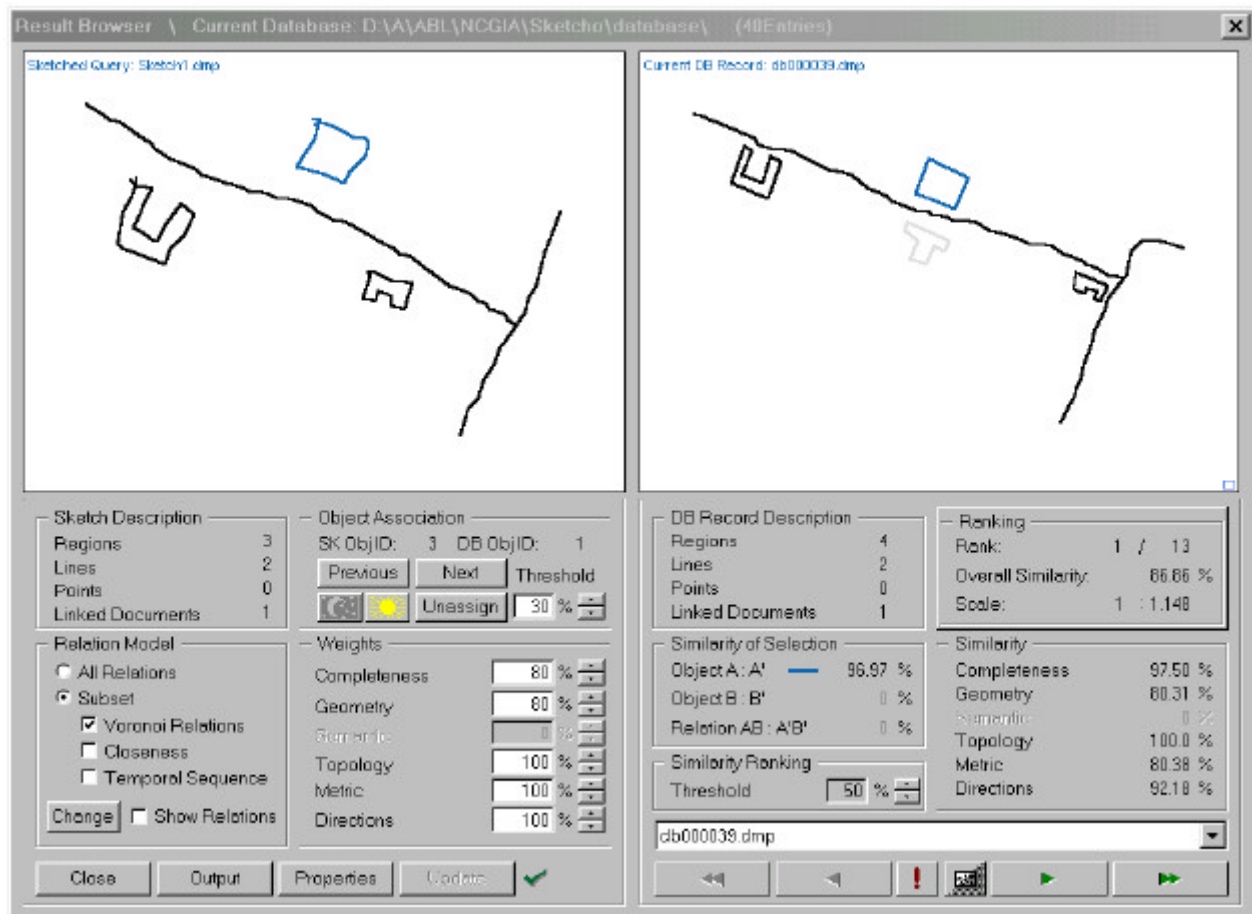 Result Browser \ Current Database: D:\A\ABL\NCGIA\Sketcho\database\ (40Entries)
Sketched Query: Sketch1.dmp
Current DB Record: db000039.dmp
Sketch Description
Regions 3
Lines 2
Points 0
Linked Documents 1
Object Association
SK ObjID: 3 DB ObjID: 1
Previous Next Threshold
Unassign 30 %
Relation Model
All Relations
Subset
Voronoi Relations
Closeness
Temporal Sequence
Change Show Relations
Weights
Completeness 80 %
Geometry 80 %
Semantic 0 %
Topology 100 %
Metric 100 %
Directions 100 %
Close Output Properties Update
DB Record Description
Regions 4
Lines 2
Points 0
Linked Documents 1
Ranking
Rank: 1 / 13
Overall Similarity: 86.86 %
Scale: 1 : 1.148
Similarity of Selection
Object A : A' 96.97 %
Object B : B' 0 %
Relation AB : A'B' 0 %
Similarity Ranking
Threshold 50 %
Similarity
Completeness 97.50 %
Geometry 80.31 %
Semantic 0 %
Topology 100.0 %
Metric 80.38 %
Directions 92.18 %
db000039.dmp